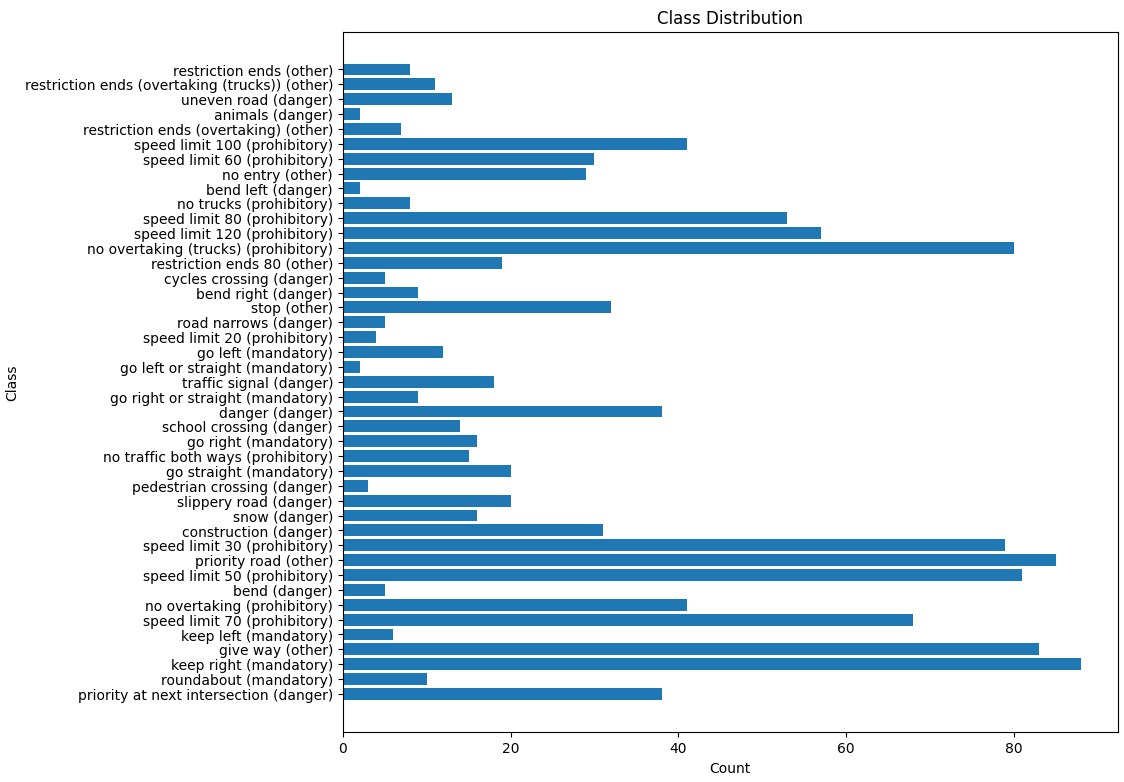 Class Distribution
restriction ends (other)
restriction ends (overtaking (trucks)) (other)
uneven road (danger)
animals (danger)
restriction ends (overtaking) (other)
speed limit 100 (prohibitory)
speed limit 60 (prohibitory)
no entry (other)
bend left (danger)
no trucks (prohibitory)
speed limit 80 (prohibitory)
speed limit 120 (prohibitory)
no overtaking (trucks) (prohibitory)
restriction ends 80 (other)
cycles crossing (danger)
bend right (danger)
stop (other)
road narrows (danger)
speed limit 20 (prohibitory)
go left (mandatory)
go left or straight (mandatory)
traffic signal (danger)
go right or straight (mandatory)
danger (danger)
school crossing (danger)
go right (mandatory)
no traffic both ways (prohibitory)
go straight (mandatory)
pedestrian crossing (danger)
slippery road (danger)
snow (danger)
construction (danger)
speed limit 30 (prohibitory)
priority road (other)
speed limit 50 (prohibitory)
bend (danger)
no overtaking (prohibitory)
speed limit 70 (prohibitory)
keep left (mandatory)
give way (other)
keep right (mandatory)
roundabout (mandatory)
priority at next intersection (danger)
Class
0 20 40 60 80
Count